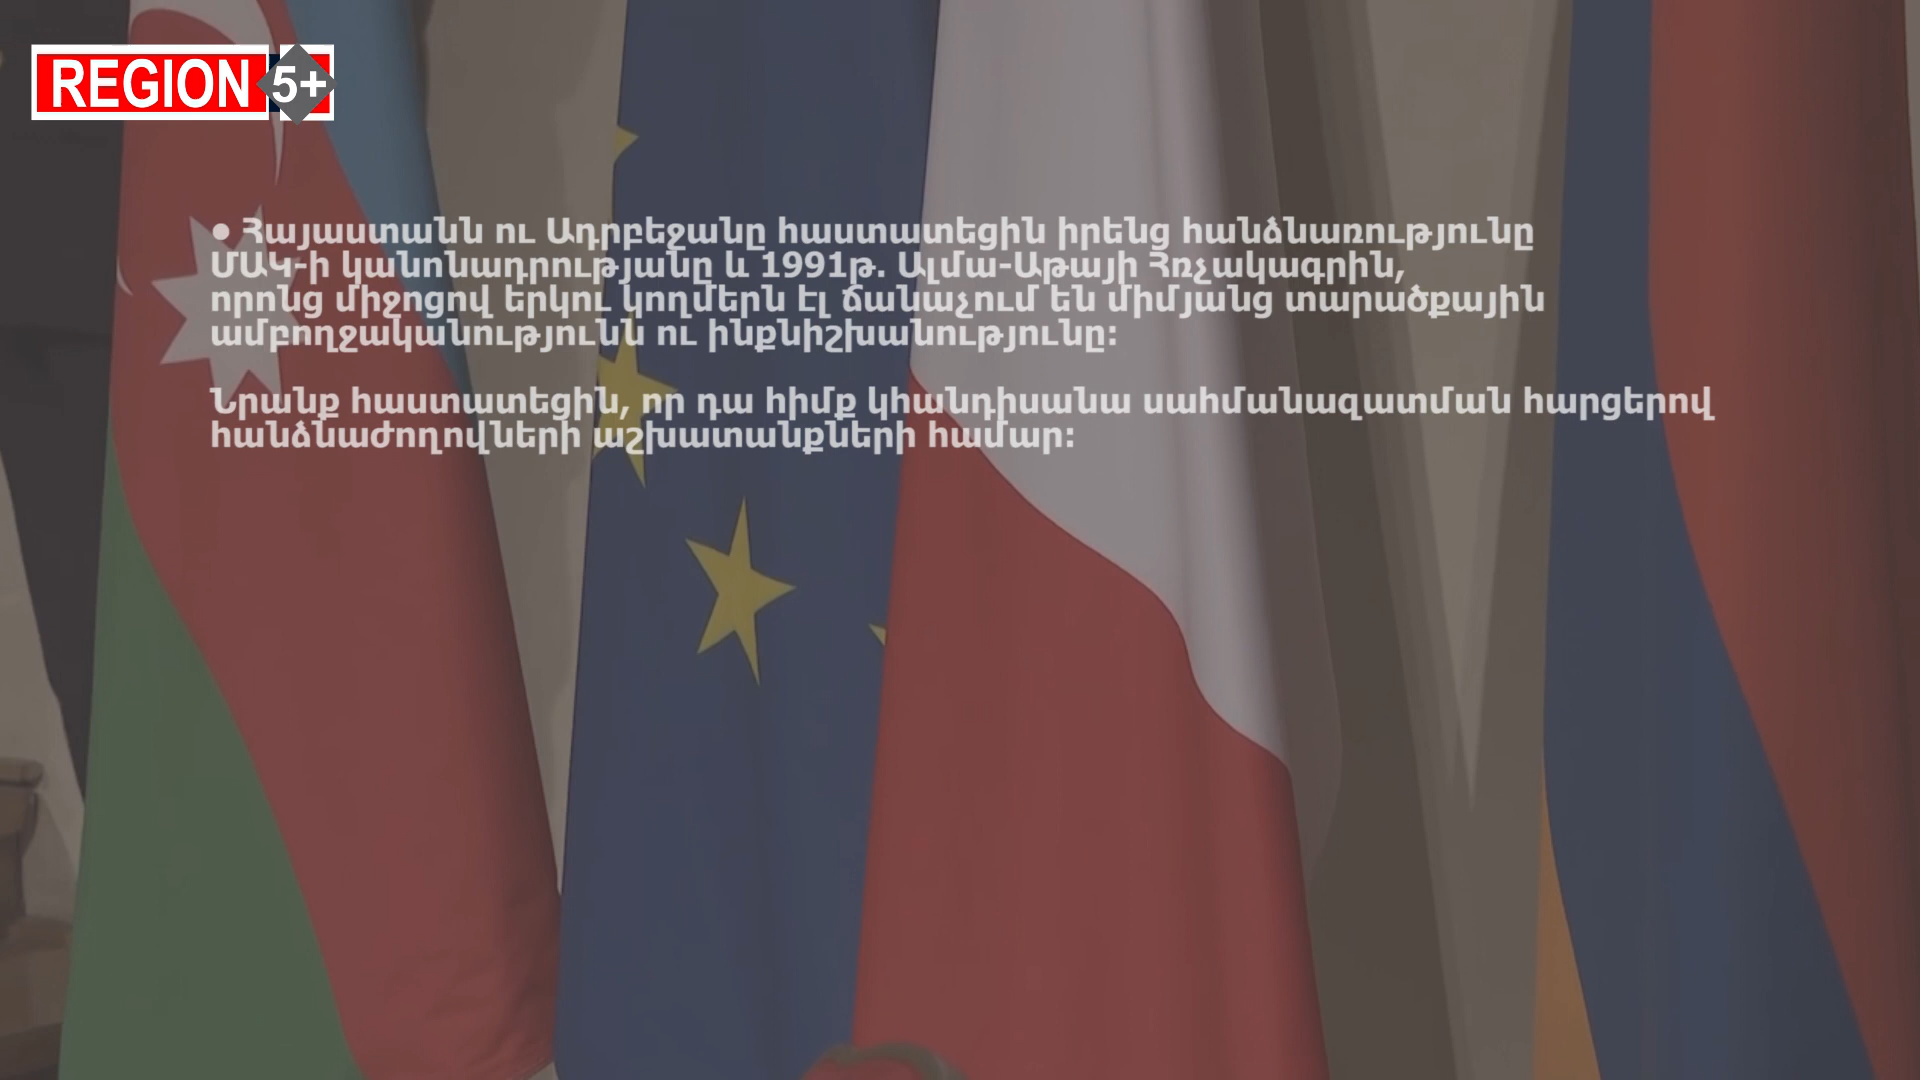 REGION 5+
● Հայաստանն ու Ադրբեջանը հաստատեցին իրենց հանձնառությունը
ՄԱԿ-ի կանոնադրությանը և 1991թ. Ալմա-Աթայի Հռչակագրին,
որոնց միջոցով երկու կողմերն էլ ճանաչում են միմյանց տարածքային
ամբողջականությունն ու ինքնիշխանությունը:
Նրանք հաստատեցին, որ դա հիմք կհանդիսանա սահմանազատման հարցերով
հանձնաժողովների աշխատանքների համար: